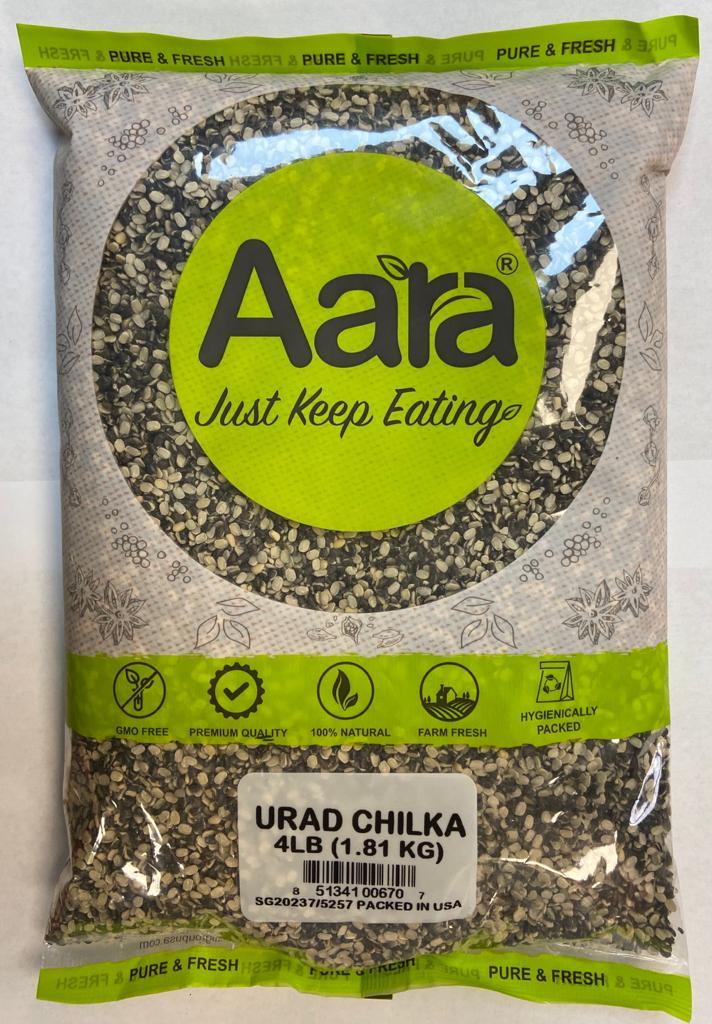 PURE & FRESH PURE & FRESH PURE & FRESH
Aara®
Just Keep Eating
GMO FREE PREMIUM QUALITY 100% NATURAL FARM FRESH HYGIENICALLY PACKED
URAD CHILKA
4LB (1.81 KG)
8 51341 00670 7
SG20237/5257 PACKED IN USA
PURE & FRESH PURE & FRESH PURE & FRESH